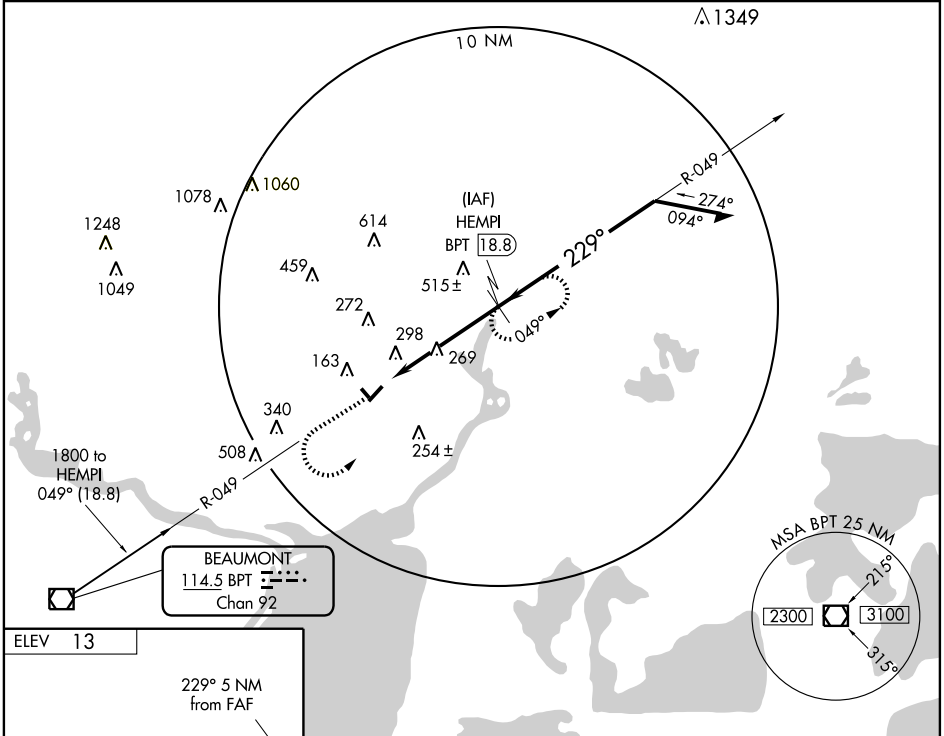 1349
10 NM
R-049
274°
094°
1060
1078
(IAF)
HEMPI
BPT 18.8
1248
1049
614
229°
459
515±
272
049°
298
269
163
340
508
254±
1800 to
HEMPI
049° (18.8)
R-049
BEAUMONT
114.5 BPT
Chan 92
MSA BPT 25 NM
215°
2300
3100
315°
ELEV 13
229° 5 NM
from FAF